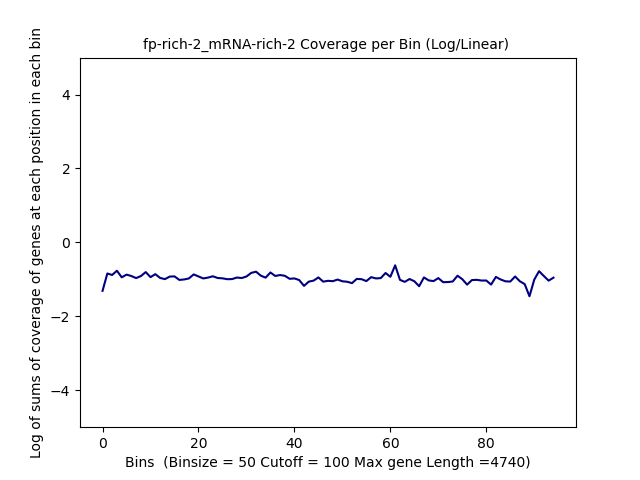 fp-rich-2_mRNA-rich-2 Coverage per Bin (Log/Linear)
Log of sums of coverage of genes at each position in each bin
4
2
0
−2
−4
0 20 40 60 80
Bins  (Binsize = 50 Cutoff = 100 Max gene Length =4740)